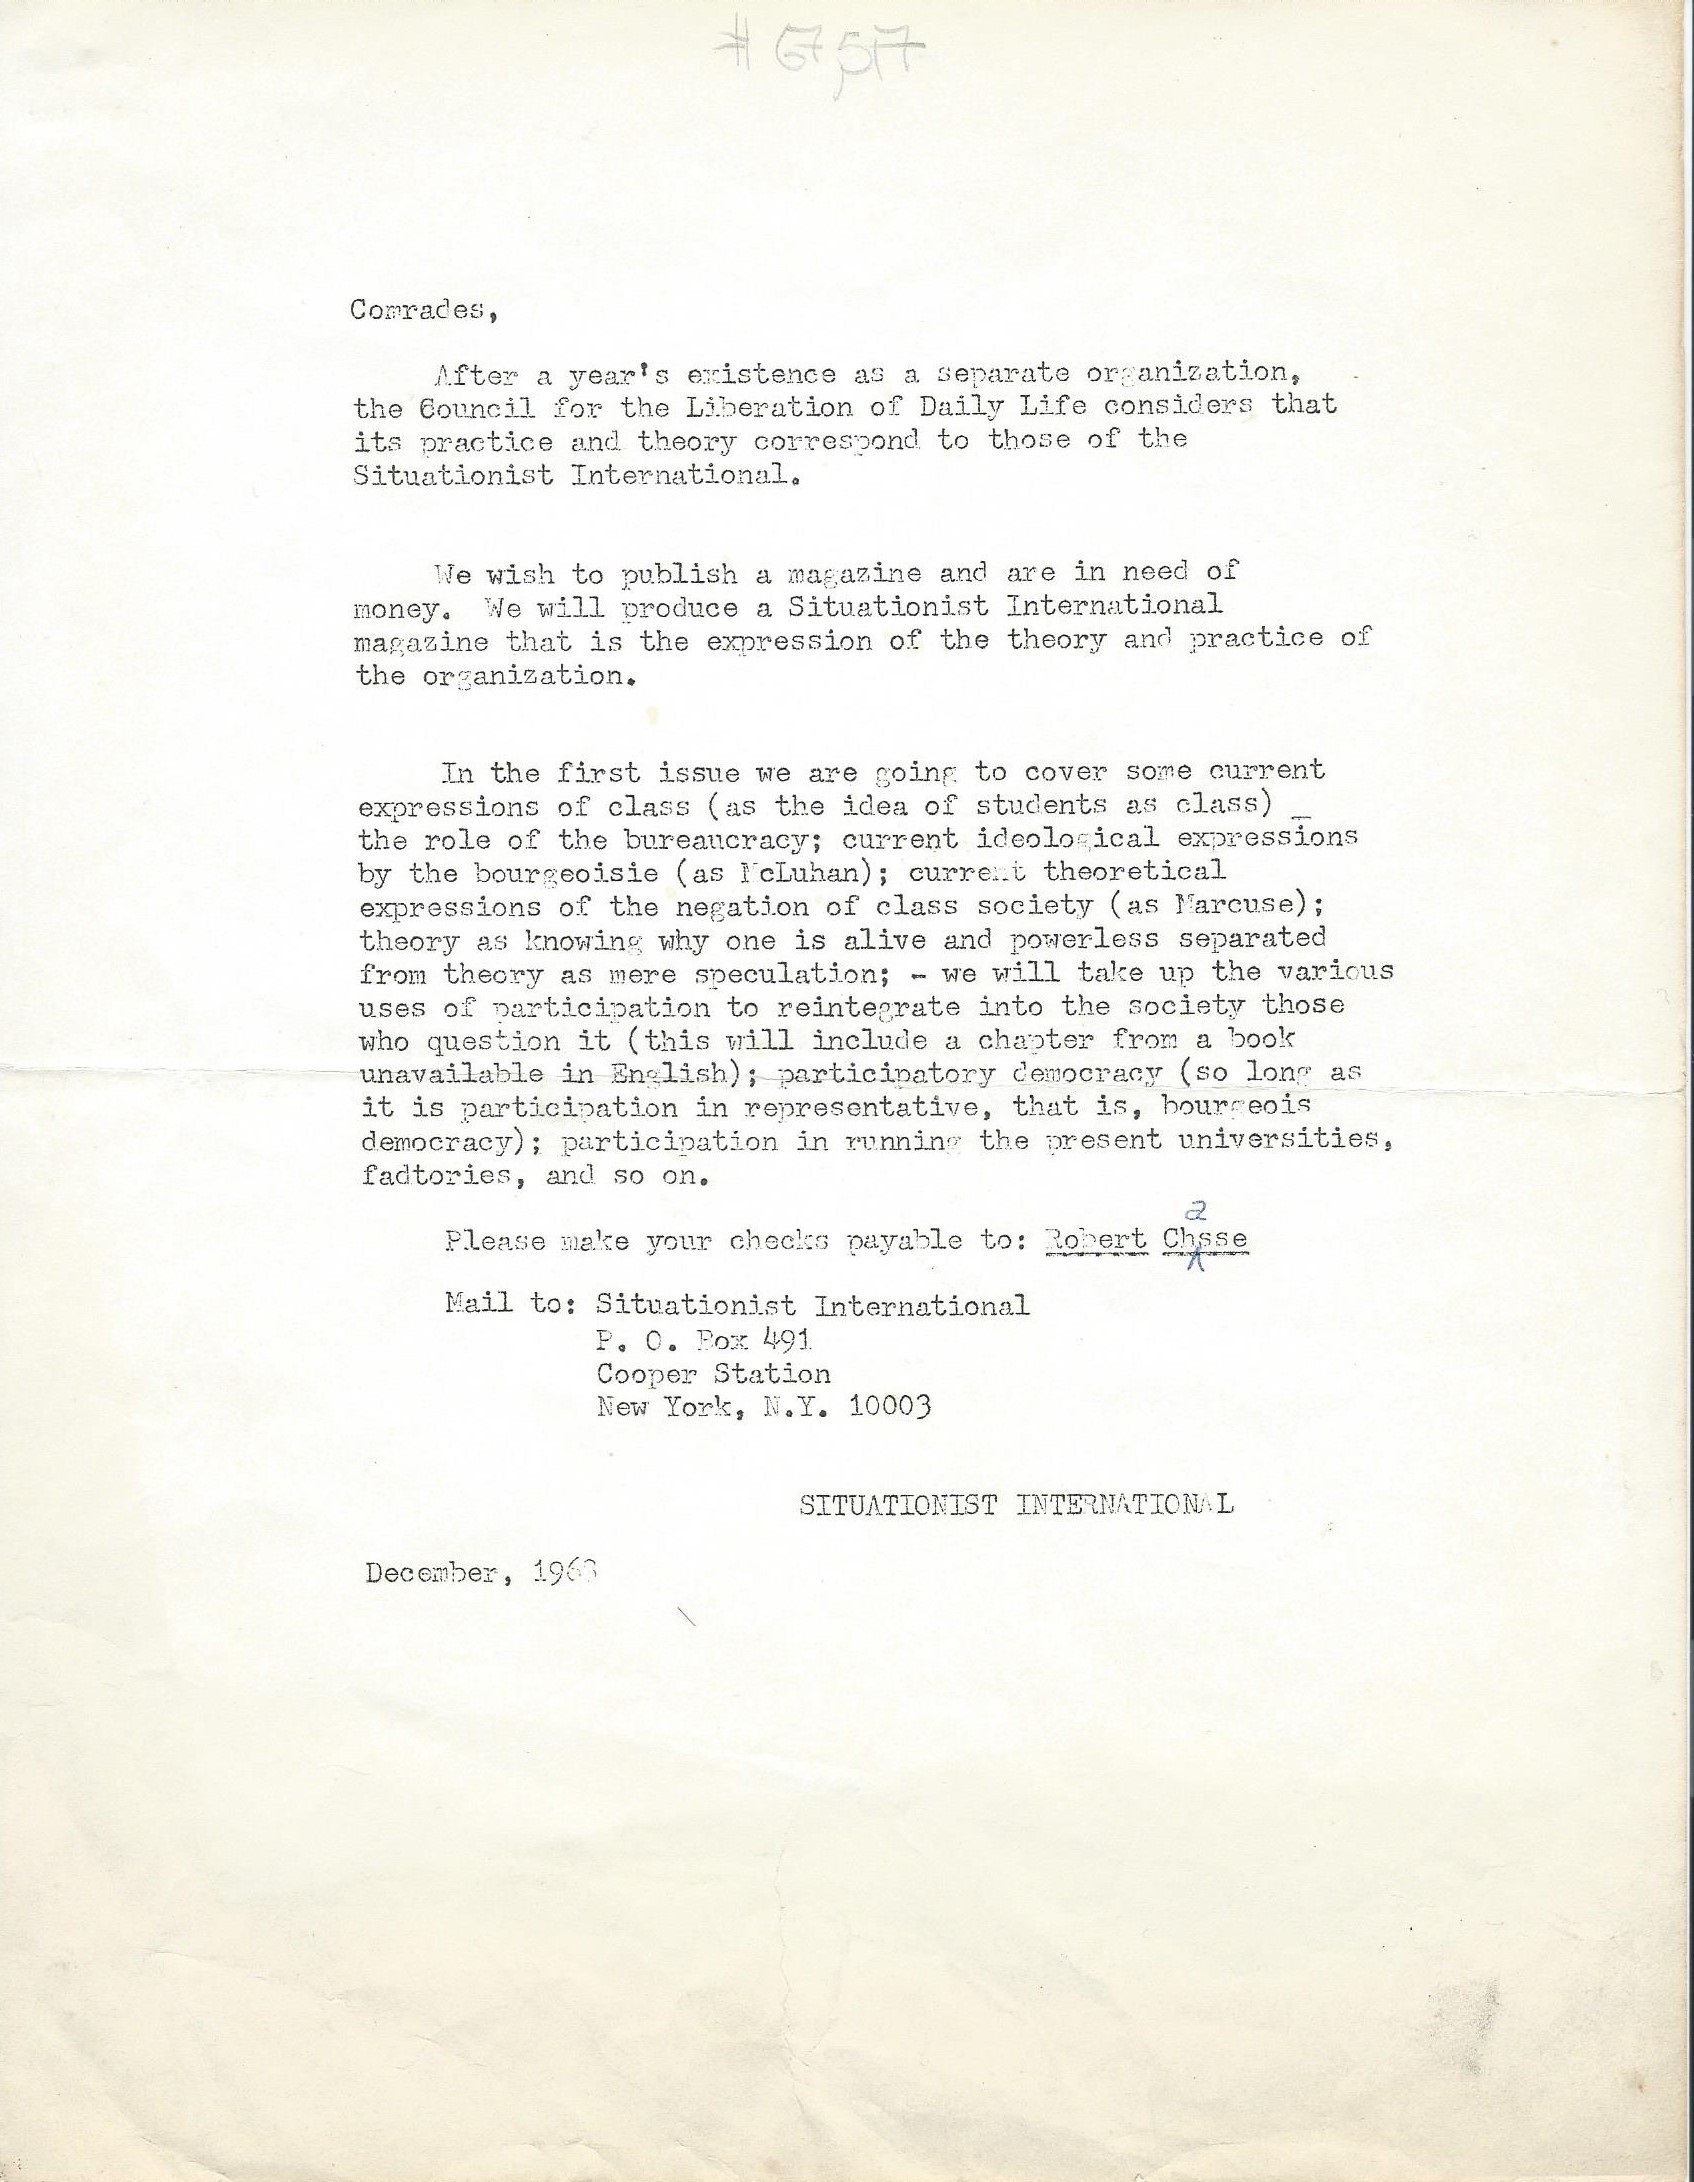 Comrades,
After a year's existence as a separate organization,
the Council for the Liberation of Daily Life considers that
its practice and theory correspond to those of the
Situationist International.
We wish to publish a magazine and are in need of
money. We will produce a Situationist International
magazine that is the expression of the theory and practice of
the organization.
In the first issue we are going to cover some current
expressions of class (as the idea of students as class) _
the role of the bureaucracy; current ideological expressions
by the bourgeoisie (as McLuhan); current theoretical
expressions of the negation of class society (as Marcuse);
theory as knowing why one is alive and powerless separated
from theory as mere speculation; - we will take up the various
uses of participation to reintegrate into the society those
who question it (this will include a chapter from a book
unavailable in English); participatory democracy (so long as
it is participation in representative, that is, bourgeois
democracy); participation in running the present universities,
fadtories, and so on.
Please make your checks payable to: Robert Chasse
Mail to: Situationist International
P. O. Box 491
Cooper Station
New York, N.Y. 10003
SITUATIONIST INTERNATIONAL
December, 1968